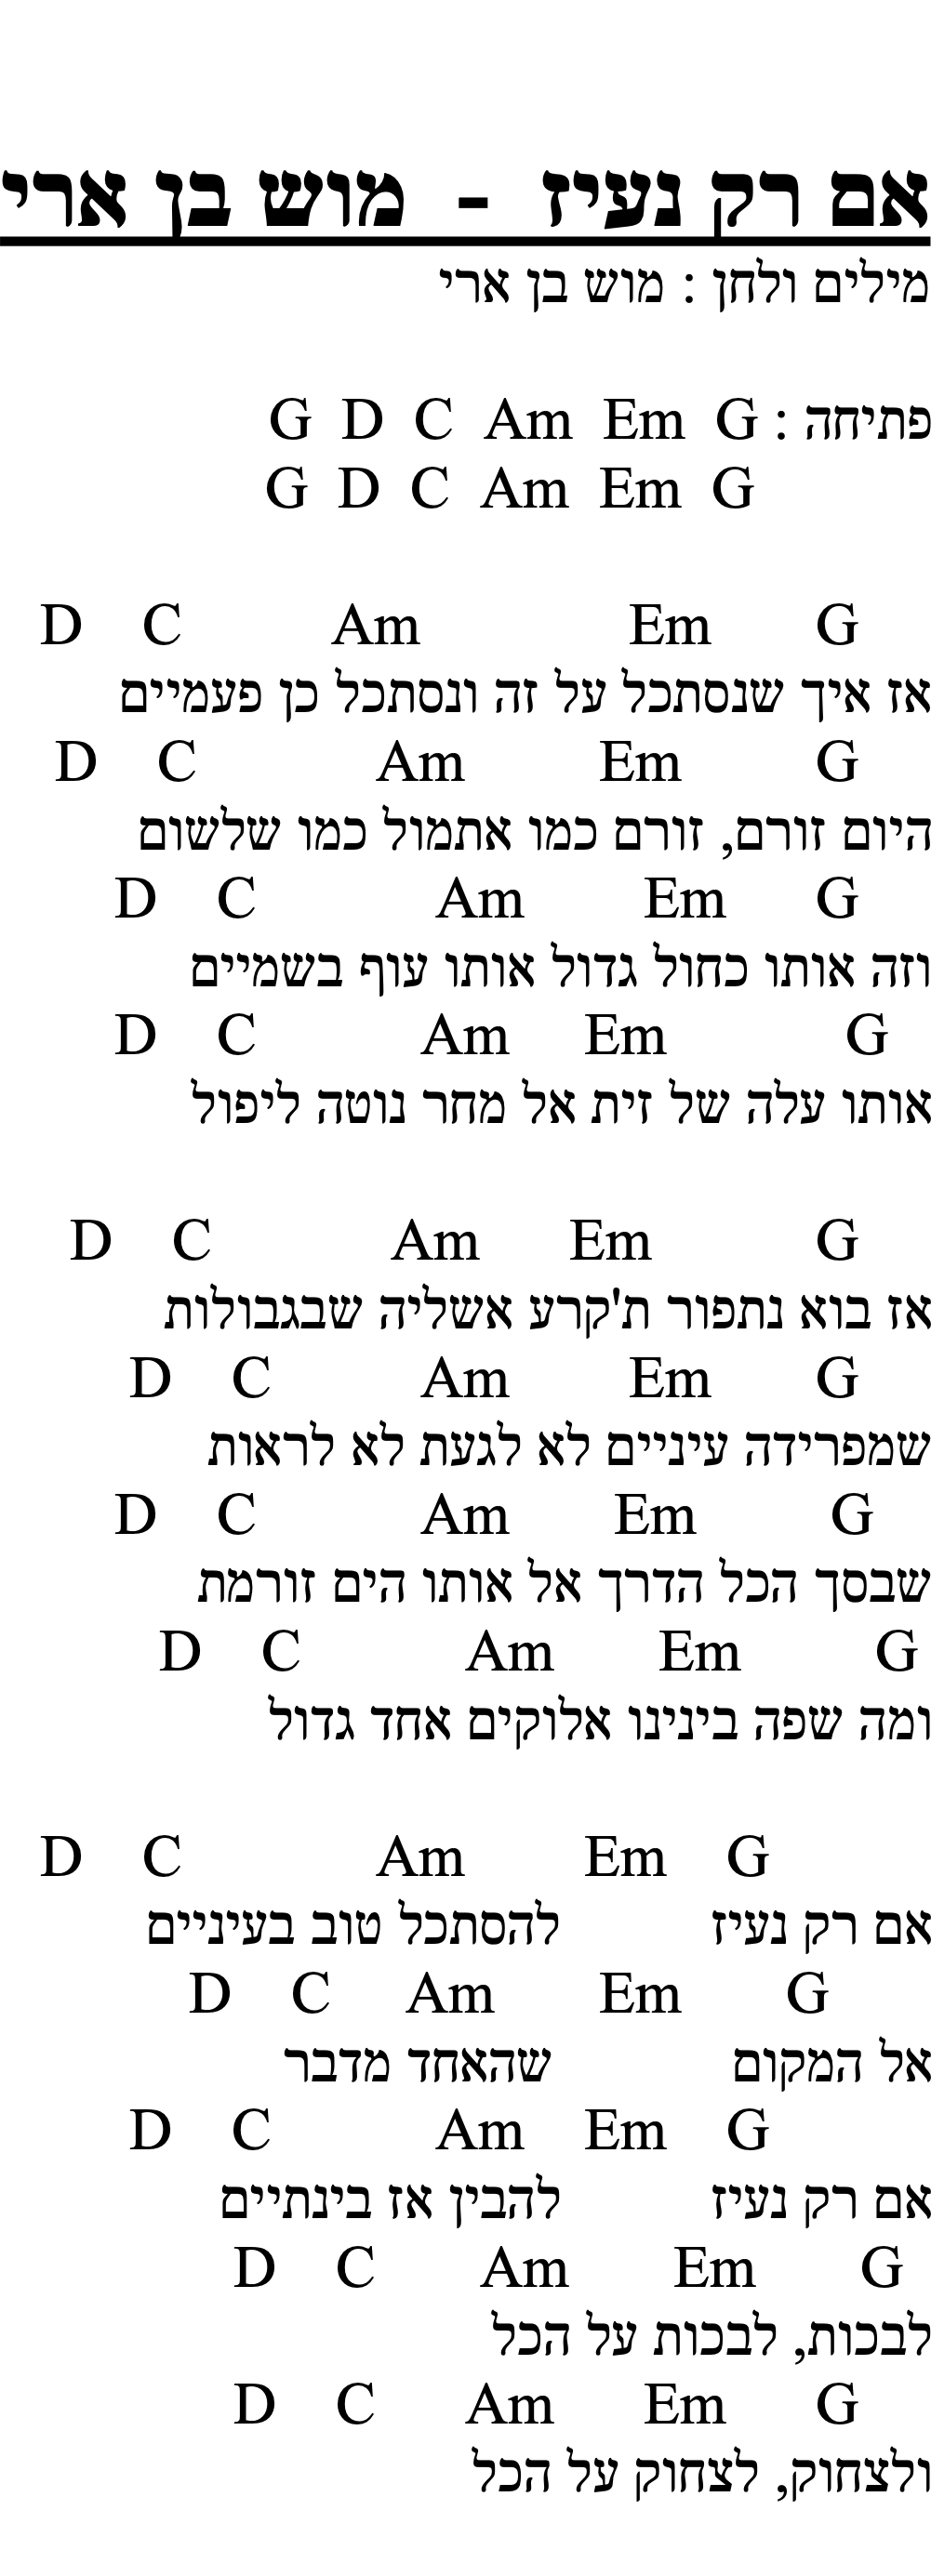 אם רק נעיז - מוש בן ארי
מילים ולחן : מוש בן ארי
פתיחה : G D C Am Em G
G D C Am Em G
D C Am Em G
אז איך שנסתכל על זה ונסתכל כן פעמיים
D C Am Em G
היום זורם, זורם כמו אתמול כמו שלשום
D C Am Em G
וזה אותו כחול גדול אותו עוף בשמיים
D C Am Em G
אותו עלה של זית אל מחר נוטה ליפול
D C Am Em G
אז בוא נתפור ת'קרע אשליה שבגבולות
D C Am Em G
שמפרידה עיניים לא לגעת לא לראות
D C Am Em G
שבסך הכל הדרך אל אותו הים זורמת
D C Am Em G
ומה שפה בינינו אלוקים אחד גדול
D C Am Em G
אם רק נעיז להסתכל טוב בעיניים
D C Am Em G
אל המקום שהאחד מדבר
D C Am Em G
אם רק נעיז להבין אז בינתיים
D C Am Em G
לבכות, לבכות על הכל
D C Am Em G
ולצחוק, לצחוק על הכל